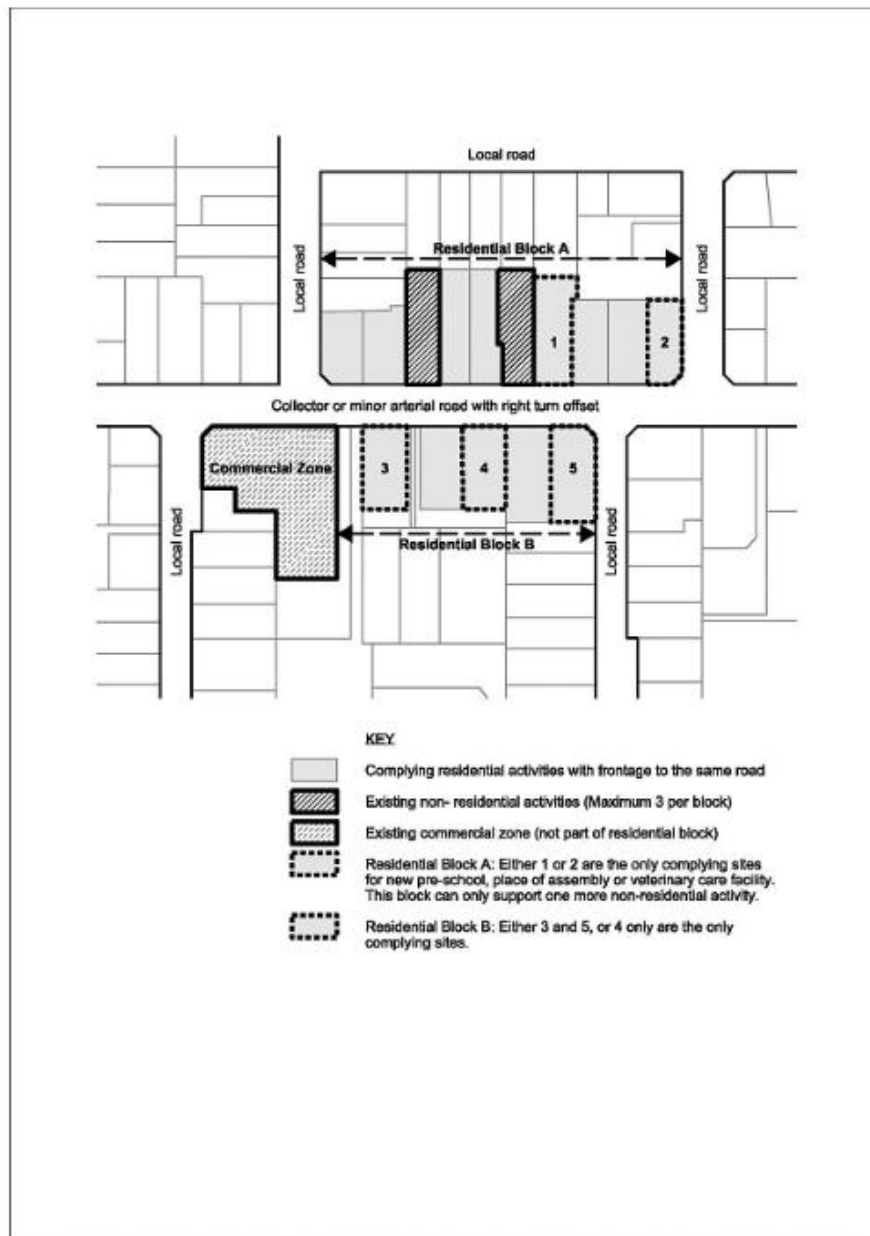 Local road
Local road
Residential Block A
Local road
1
2
Collector or minor arterial road with right turn offset
Commercial Zone
3
4
5
Local road
Residential Block B
Local road
KEY
Complying residential activities with frontage to the same road
Existing non- residential activities (Maximum 3 per block)
Existing commercial zone (not part of residential block)
Residential Block A: Either 1 or 2 are the only complying sites
for new pre-school, place of assembly or veterinary care facility.
This block can only support one more non-residential activity.
Residential Block B: Either 3 and 5, or 4 only are the only
complying sites.